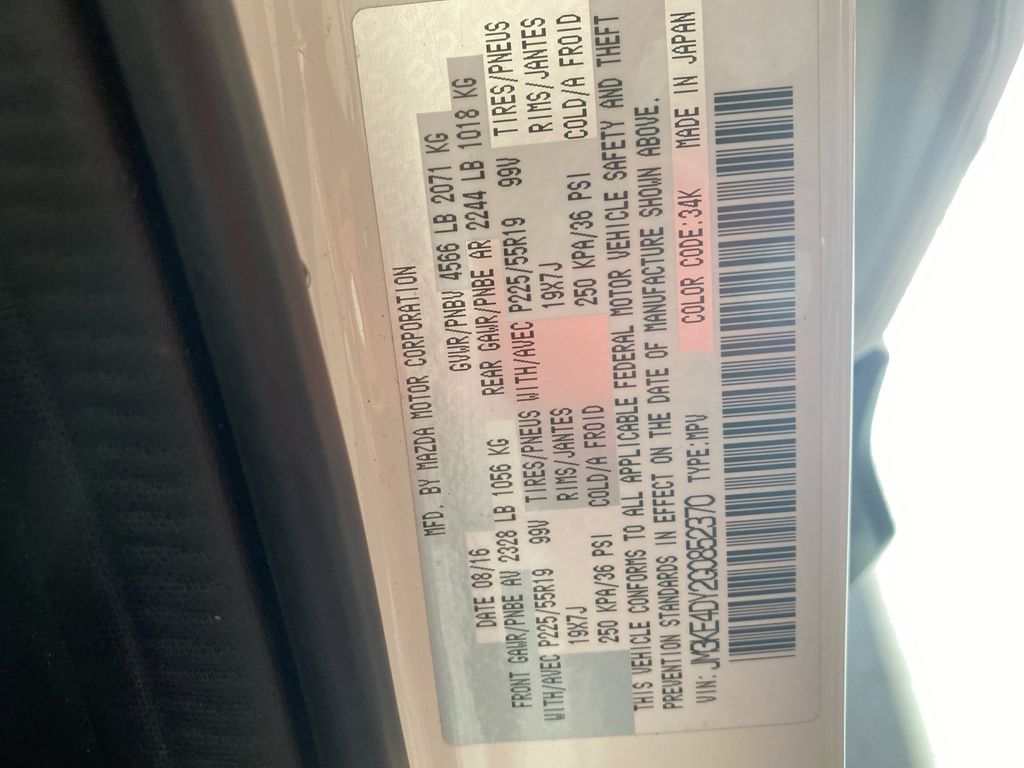 MFD. BY MAZDA MOTOR CORPORATION
DATE 08/16 GVWR/PNBV 4566 LB 2071 KG
FRONT GAWR/PNBE AV 2328 LB 1056 KG REAR GAWR/PNBE AR 2244 LB 1018 KG
WITH/AVEC P225/55R19 99V TIRES/PNEUS WITH/AVEC P225/55R19 99V TIRES/PNEUS
19X7J RIMS/JANTES 19X7J RIMS/JANTES
250 KPA/36 PSI COLD/A FROID 250 KPA/36 PSI COLD/A FROID
THIS VEHICLE CONFORMS TO ALL APPLICABLE FEDERAL MOTOR VEHICLE SAFETY AND THEFT
PREVENTION STANDARDS IN EFFECT ON THE DATE OF MANUFACTURE SHOWN ABOVE.
VIN: JM3KE4DY2G0852370 TYPE:MPV COLOR CODE:34K MADE IN JAPAN